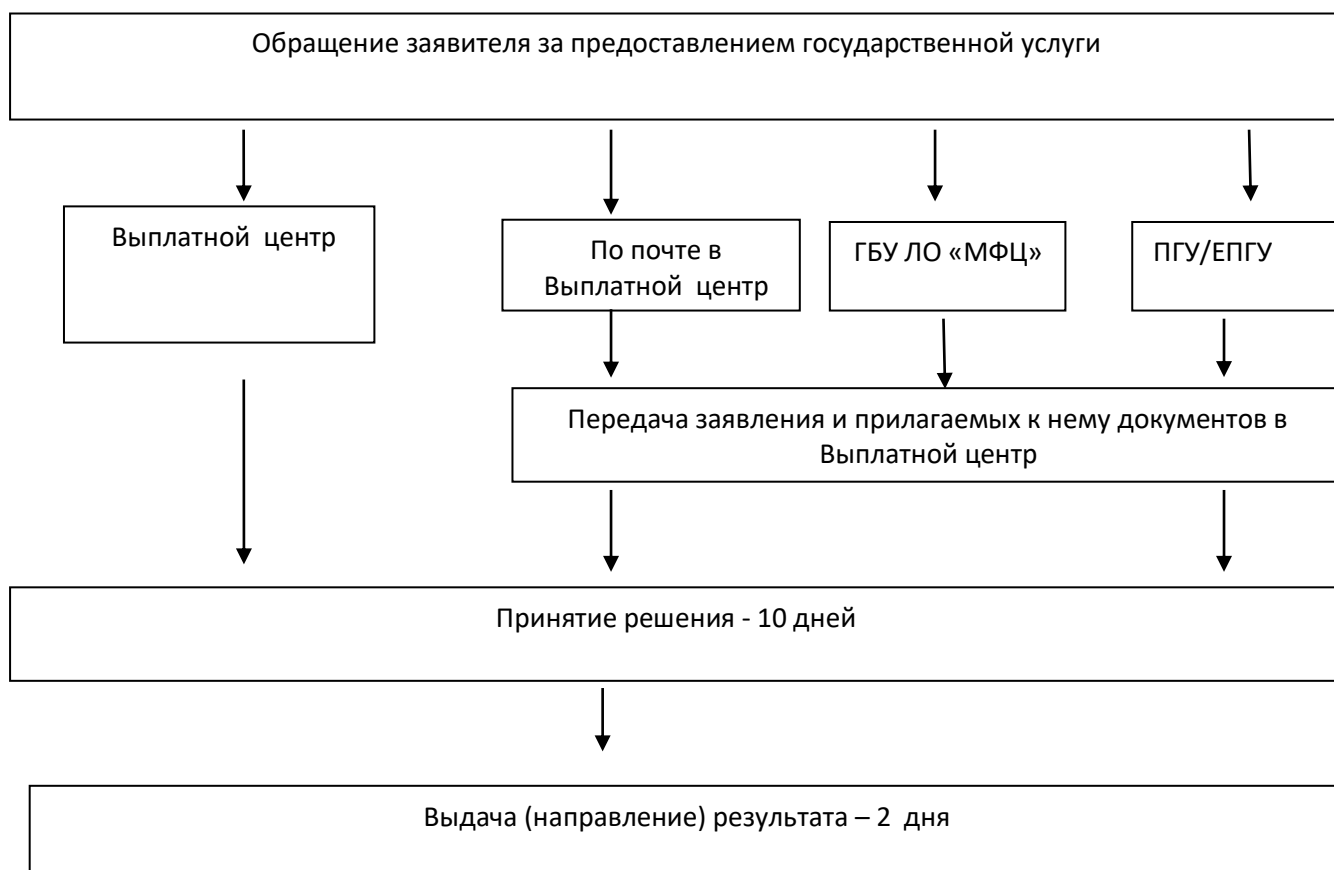 Обращение заявителя за предоставлением государственной услуги
Выплатной центр
По почте в
Выплатной центр
ГБУ ЛО «МФЦ»
ПГУ/ЕПГУ
Передача заявления и прилагаемых к нему документов в
Выплатной центр
Принятие решения - 10 дней
Выдача (направление) результата – 2 дня